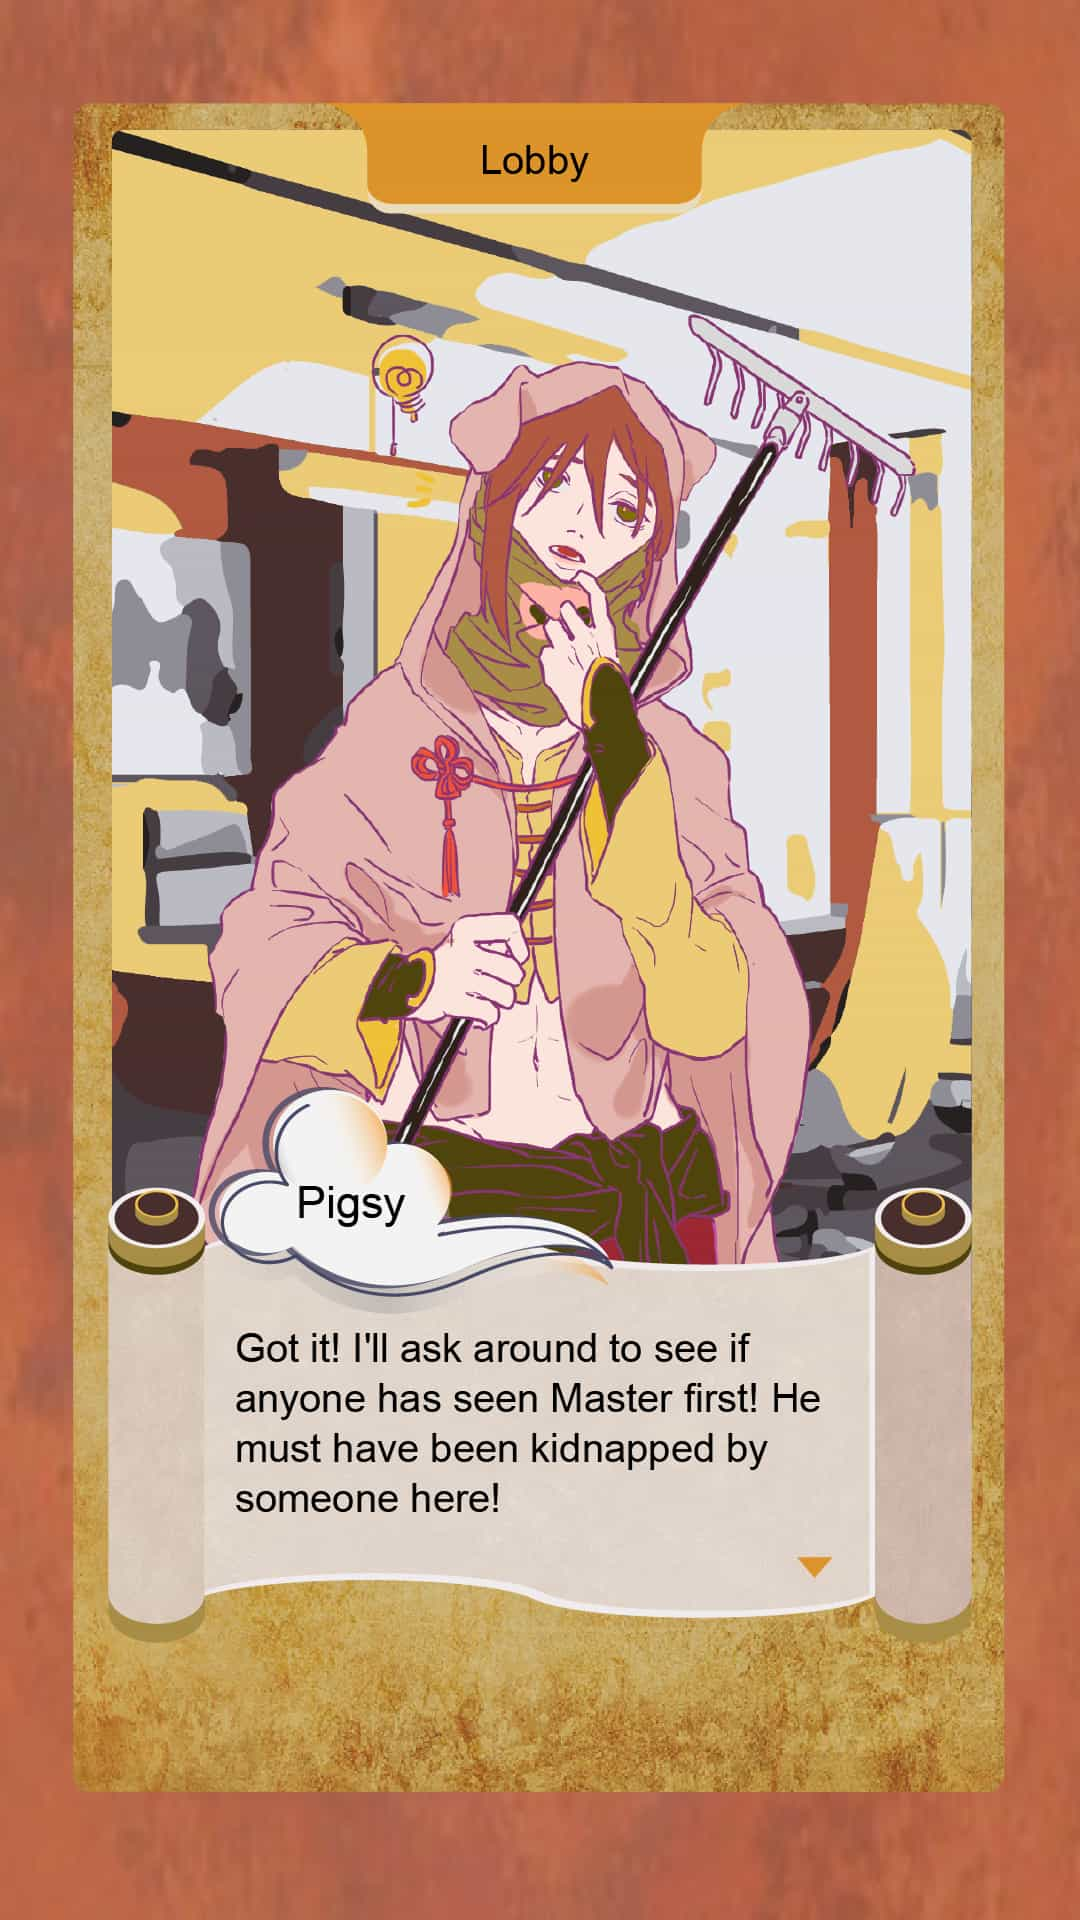 Lobby
Pigsy
Got it! I'll ask around to see if
anyone has seen Master first! He
must have been kidnapped by
someone here!